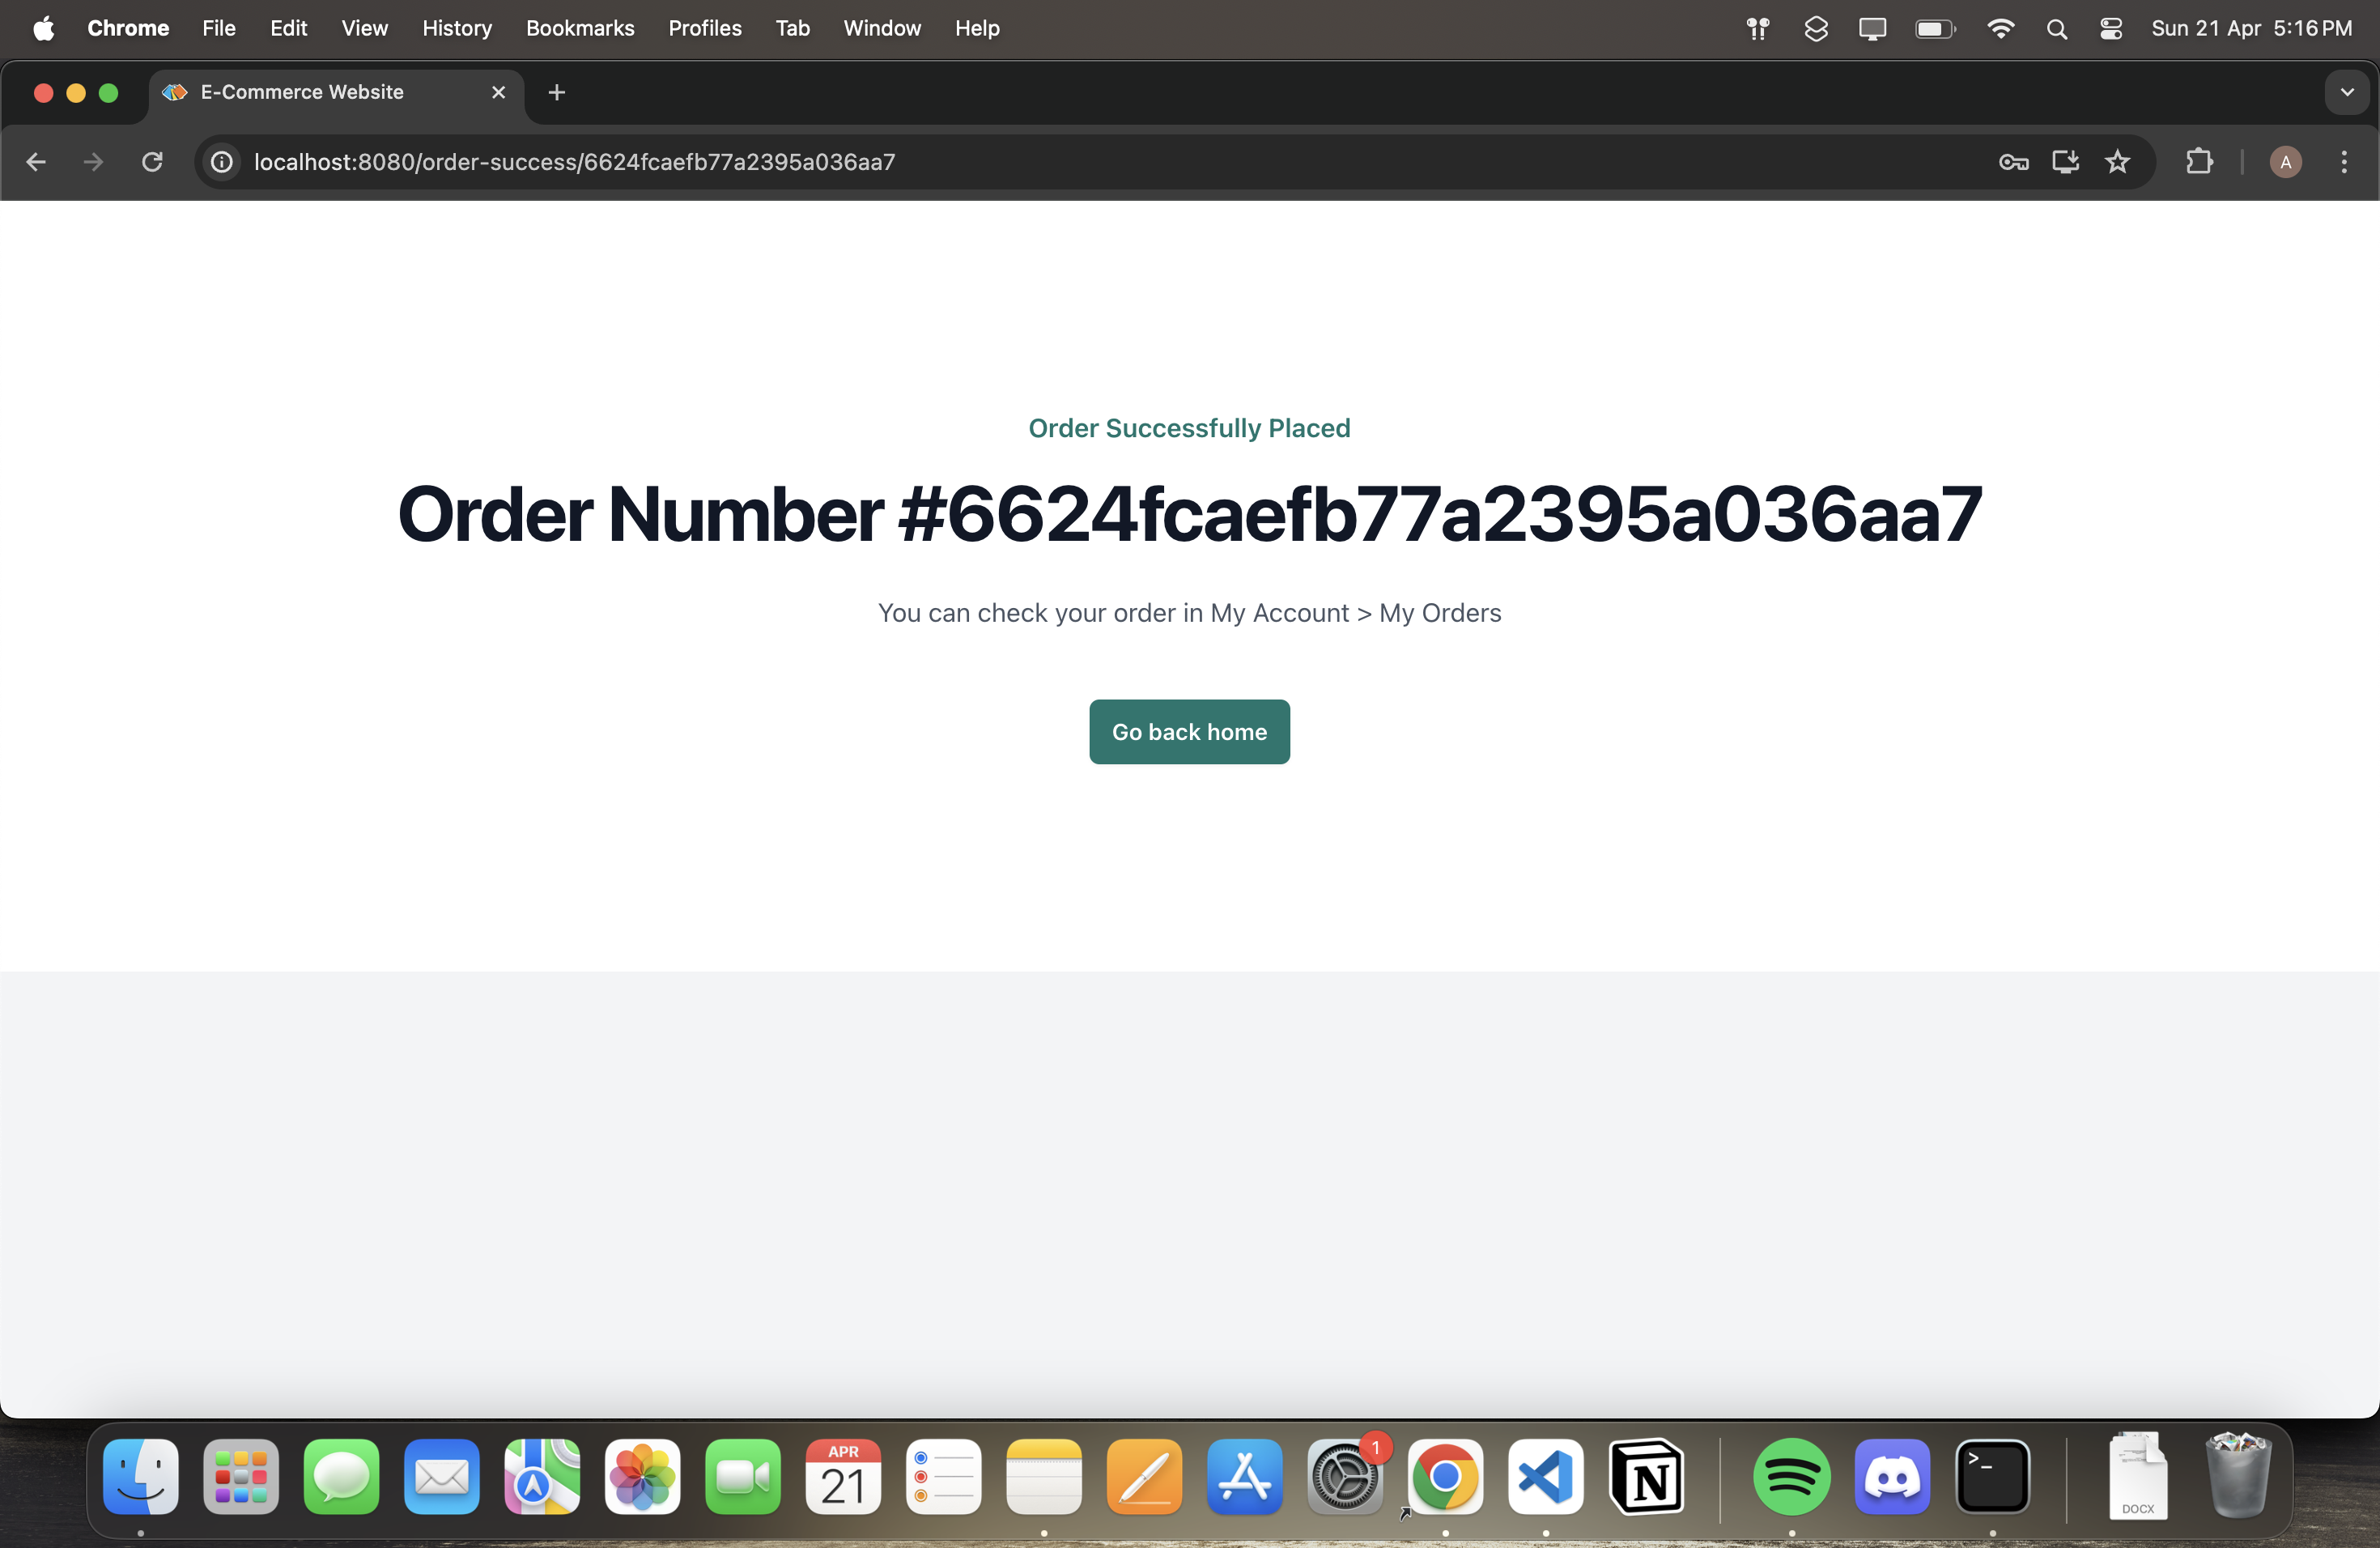 Chrome File Edit View History Bookmarks Profiles Tab Window Help Sun 21 Apr 5:16 PM
E-Commerce Website
localhost:8080/order-success/6624fcaefb77a2395a036aa7
A
Order Successfully Placed
Order Number #6624fcaefb77a2395a036aa7
You can check your order in My Account > My Orders
Go back home
APR
21
1
N
>_
DOCX